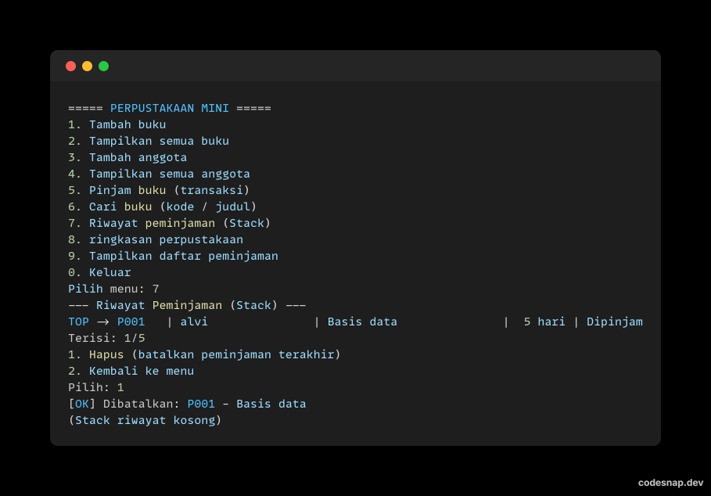 ===== PERPUSTAKAAN MINI =====
1. Tambah buku
2. Tampilkan semua buku
3. Tambah anggota
4. Tampilkan semua anggota
5. Pinjam buku (transaksi)
6. Cari buku (kode / judul)
7. Riwayat peminjaman (Stack)
8. ringkasan perpustakaan
9. Tampilkan daftar peminjaman
0. Keluar
Pilih menu: 7
--- Riwayat Peminjaman (Stack) ---
TOP -> P001   | alvi                | Basis data                |  5 hari | Dipinjam
Terisi: 1/5
1. Hapus (batalkan peminjaman terakhir)
2. Kembali ke menu
Pilih: 1
[OK] Dibatalkan: P001 - Basis data
(Stack riwayat kosong)
codesnap.dev